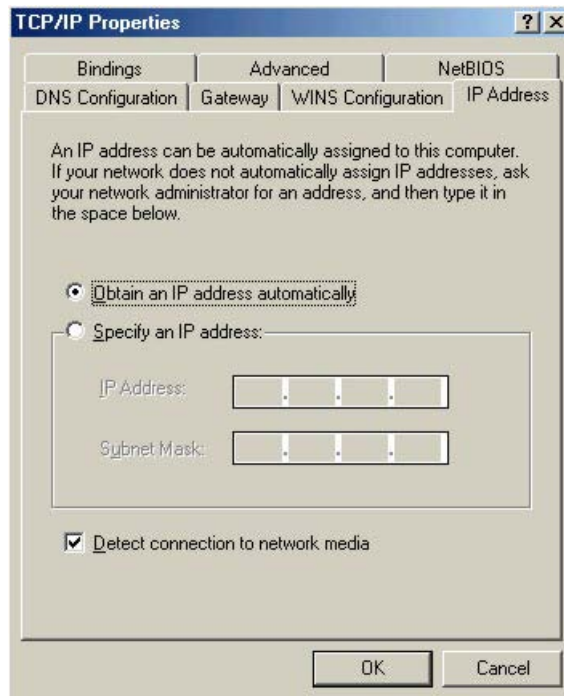 TCP/IP Properties
Bindings
Advanced
NetBIOS
DNS Configuration
Gateway
WINS Configuration
IP Address
An IP address can be automatically assigned to this computer.
If your network does not automatically assign IP addresses, ask
your network administrator for an address, and then type it in
the space below.
Obtain an IP address automatically
Specify an IP address:
IP Address:
Subnet Mask:
Detect connection to network media
OK
Cancel